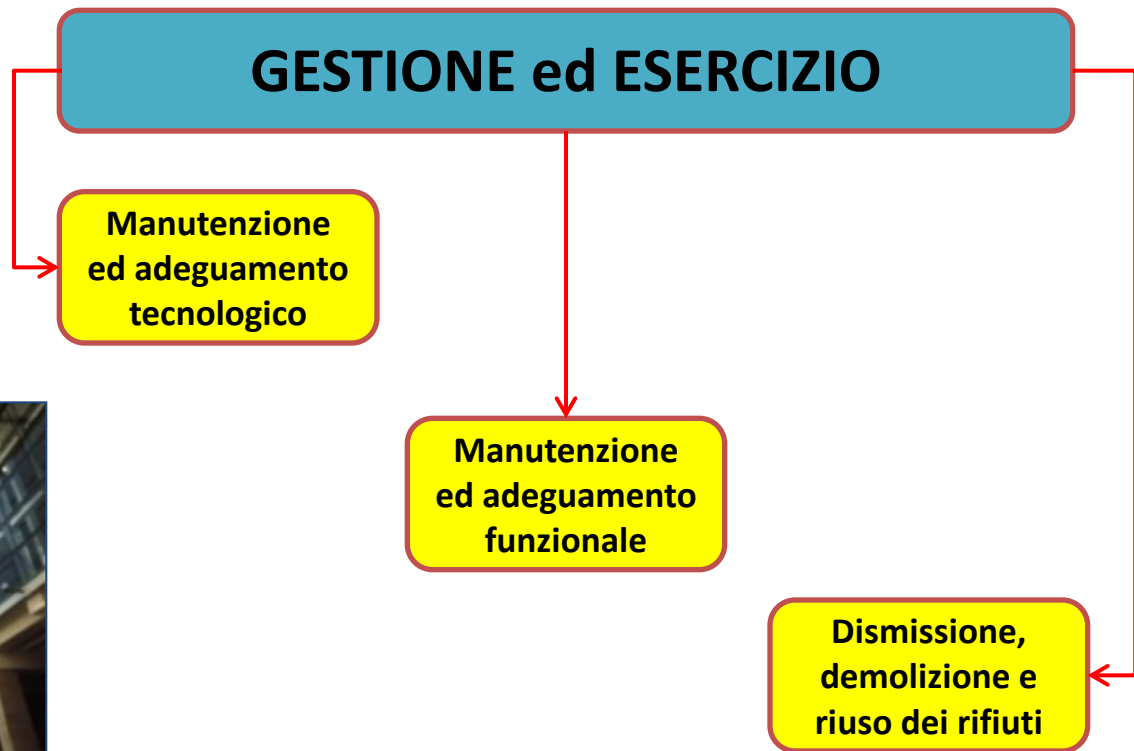 GESTIONE ed ESERCIZIO
Manutenzione
ed adeguamento
tecnologico
Manutenzione
ed adeguamento
funzionale
Dismissione,
demolizione e
riuso dei rifiuti